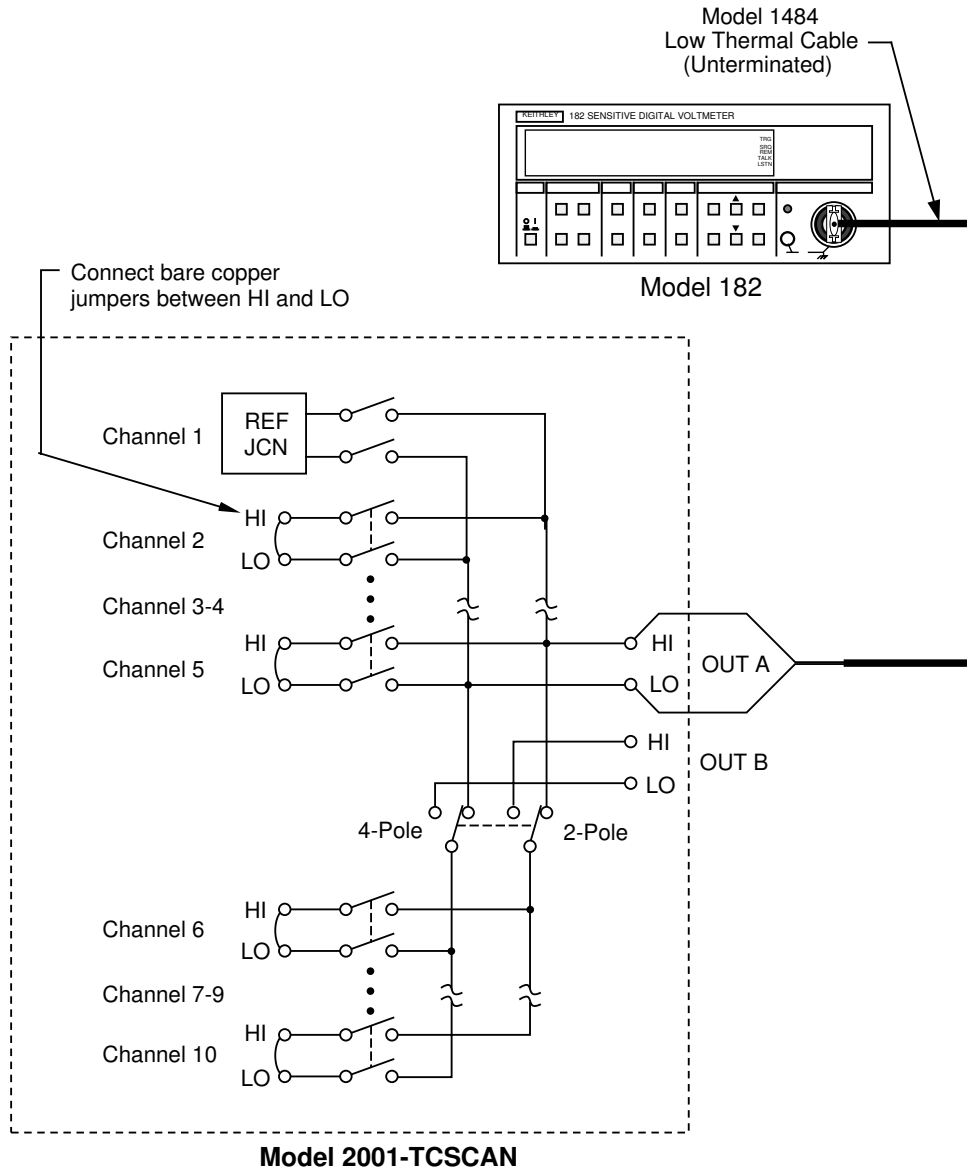 Model 1484
Low Thermal Cable
(Unterminated)
KEITHLEY 182 SENSITIVE DIGITAL VOLTMETER
TRG
SRQ
REM
TALK
LSTN
O I
Model 182
Connect bare copper
jumpers between HI and LO
Channel 1
REF
JCN
HI
Channel 2
LO
Channel 3-4
HI
Channel 5
LO
HI
OUT A
LO
HI
OUT B
LO
4-Pole
2-Pole
HI
Channel 6
LO
Channel 7-9
HI
Channel 10
LO
Model 2001-TCSCAN